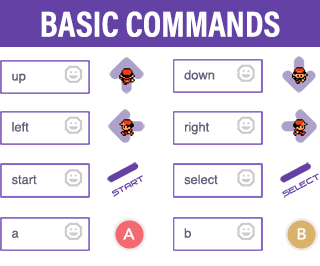 BASIC COMMANDS
up
down
left
right
start
START
select
SELECT
a
A
b
B